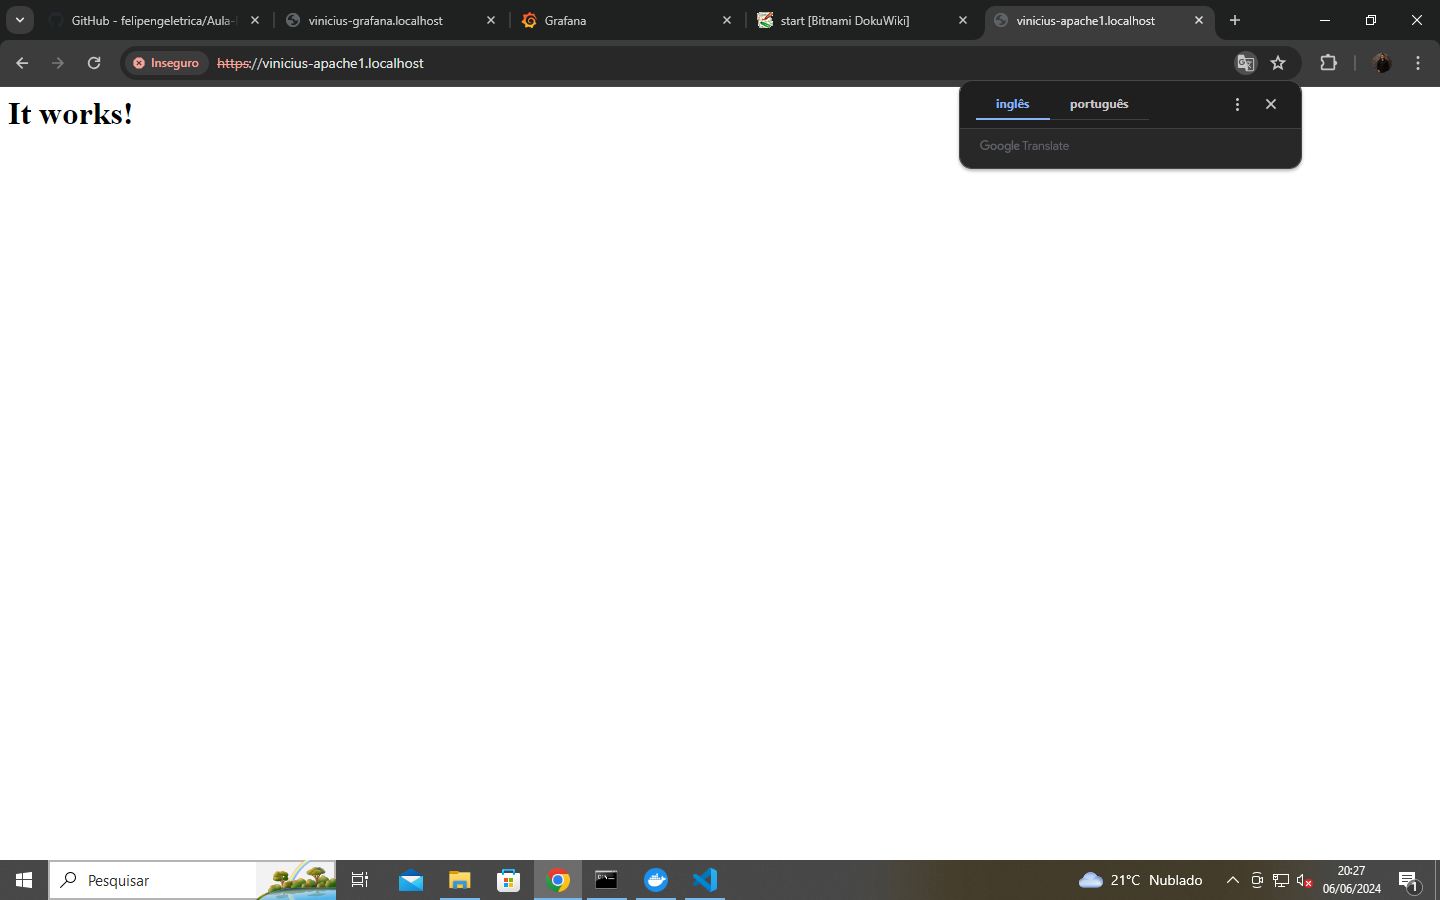 GitHub - felipengeletrica/Aula-
vinicius-grafana.localhost
Grafana
start [Bitnami DokuWiki]
vinicius-apache1.localhost
Inseguro
https://vinicius-apache1.localhost
It works!
inglês
português
Google Translate
Pesquisar
21°C Nublado
20:27
06/06/2024
1